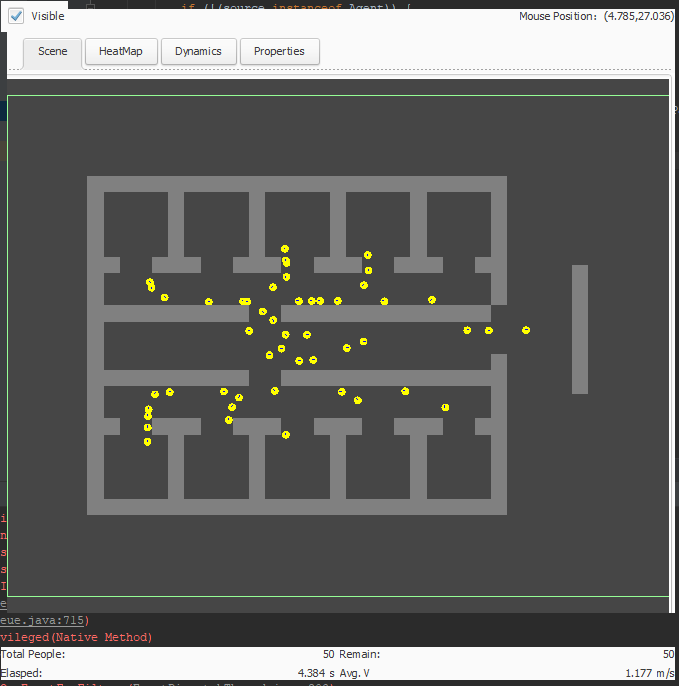 if (!(source instanceof Agent)) {
Visible
Mouse Position: (4.785,27.036)
Scene HeatMap Dynamics Properties
eue.java:715)
vileged(Native Method)
Total People: 50 Remain: 50
Elasped: 4.384 s Avg. V 1.177 m/s